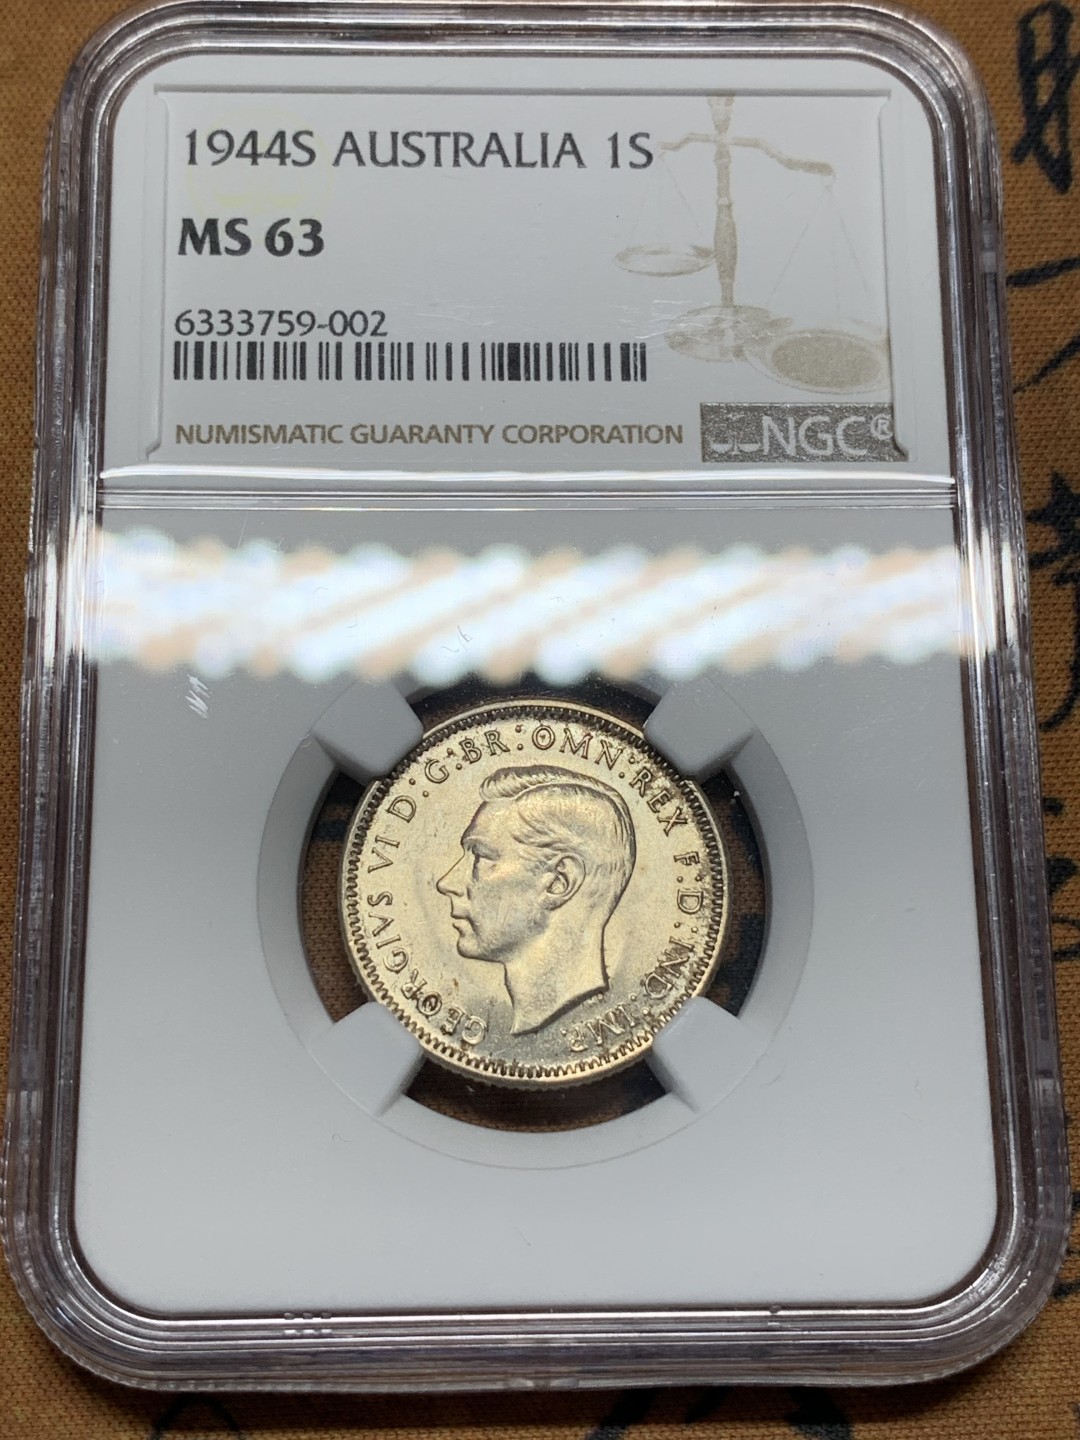 1944S AUSTRALIA 1S
MS 63
6333759-002
NUMISMATIC GUARANTY CORPORATION
NGC®
GEORGIVS VI D:G:BR:OMN:REX F:D:IND:IMP.